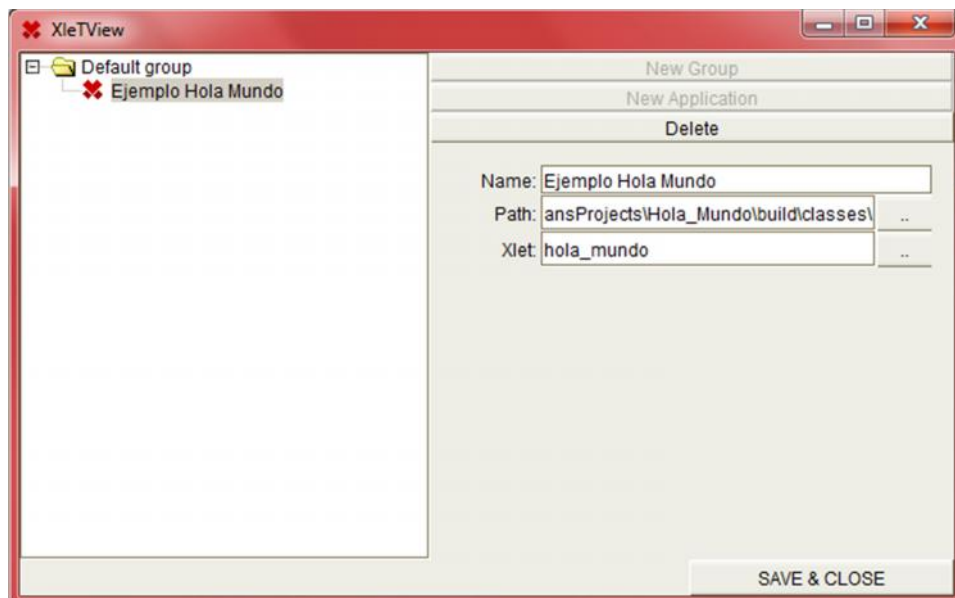 XleTView
Default group
Ejemplo Hola Mundo
New Group
New Application
Delete
Name: Ejemplo Hola Mundo
Path: ansProjects\Hola_Mundo\build\classes\ ..
Xlet: hola_mundo ..
SAVE & CLOSE